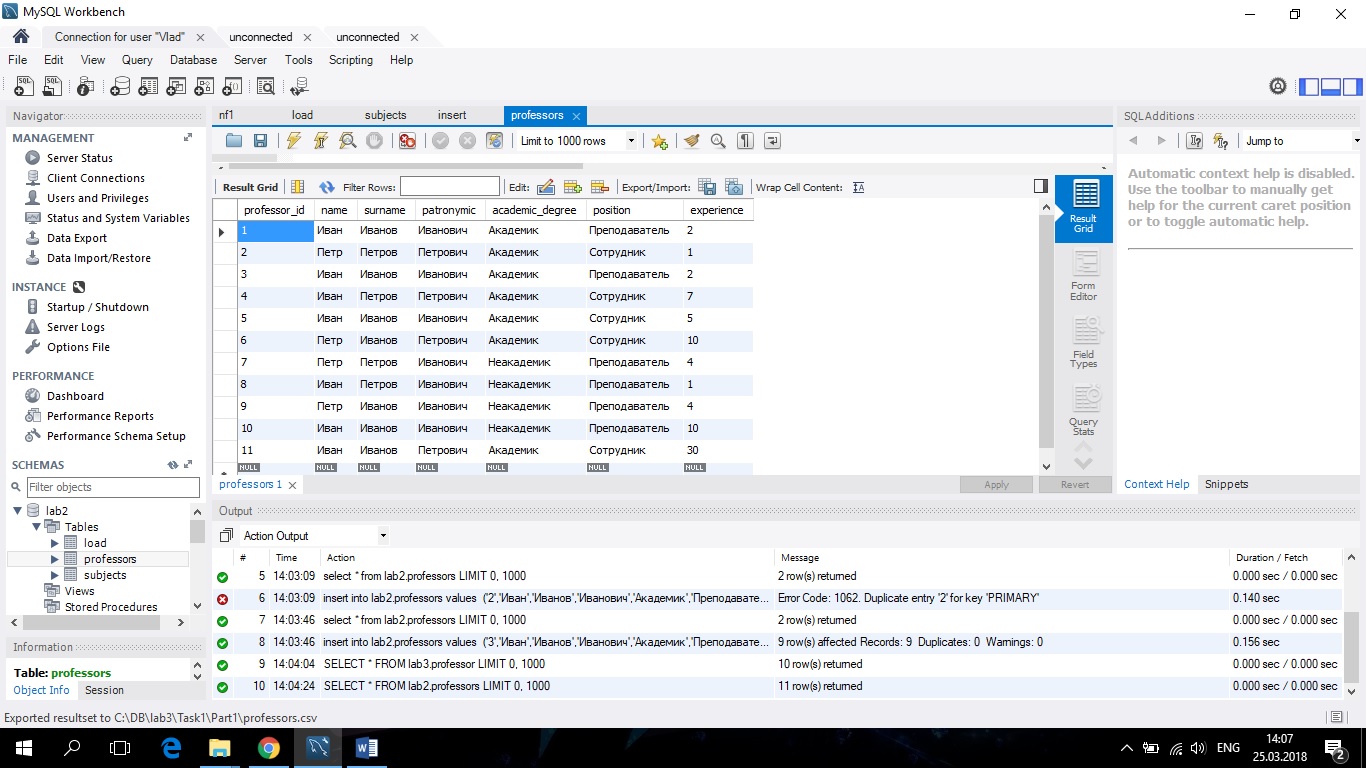 MySQL Workbench
Connection for user "Vlad" unconnected unconnected
File Edit View Query Database Server Tools Scripting Help
Navigator
MANAGEMENT
Server Status
Client Connections
Users and Privileges
Status and System Variables
Data Export
Data Import/Restore
INSTANCE
Startup / Shutdown
Server Logs
Options File
PERFORMANCE
Dashboard
Performance Reports
Performance Schema Setup
SCHEMAS
Filter objects
lab2
Tables
load
professors
subjects
Views
Stored Procedures
Information
Table: professors
Object Info Session
nf1 load subjects insert professors
Limit to 1000 rows
Result Grid Filter Rows: Edit: Export/Import: Wrap Cell Content:
professor_id name surname patronymic academic_degree position experience
1 Иван Иванов Иванович Академик Преподаватель 2
2 Петр Петров Петрович Академик Сотрудник 1
3 Иван Иванов Иванович Академик Преподаватель 2
4 Иван Петров Петрович Академик Сотрудник 7
5 Иван Иванов Иванович Академик Сотрудник 5
6 Петр Иванов Петрович Академик Сотрудник 10
7 Петр Петров Иванович Неакадемик Преподаватель 4
8 Иван Петров Иванович Неакадемик Преподаватель 1
9 Петр Иванов Иванович Неакадемик Преподаватель 4
10 Иван Иванов Иванович Неакадемик Преподаватель 10
11 Иван Иванов Петрович Академик Сотрудник 30
NULL NULL NULL NULL NULL NULL NULL
Result Grid
Form Editor
Field Types
Query Stats
professors 1 Apply Revert
SQLAdditions
Jump to
Automatic context help is disabled.
Use the toolbar to manually get
help for the current caret position
or to toggle automatic help.
Context Help Snippets
Output
Action Output
# Time Action Message Duration / Fetch
5 14:03:09 select * from lab2.professors LIMIT 0, 1000 2 row(s) returned 0.000 sec / 0.000 sec
6 14:03:09 insert into lab2.professors values ('2','Иван','Иванов','Иванович','Академик','Преподавате... Error Code: 1062. Duplicate entry '2' for key 'PRIMARY' 0.140 sec
7 14:03:46 select * from lab2.professors LIMIT 0, 1000 2 row(s) returned 0.000 sec / 0.000 sec
8 14:03:46 insert into lab2.professors values ('3','Иван','Иванов','Иванович','Академик','Преподавате... 9 row(s) affected Records: 9 Duplicates: 0 Warnings: 0 0.156 sec
9 14:04:04 SELECT * FROM lab3.professor LIMIT 0, 1000 10 row(s) returned 0.000 sec / 0.000 sec
10 14:04:24 SELECT * FROM lab2.professors LIMIT 0, 1000 11 row(s) returned 0.000 sec / 0.000 sec
Exported resultset to C:\DB\lab3\Task1\Part1\professors.csv
ENG
14:07
25.03.2018
2